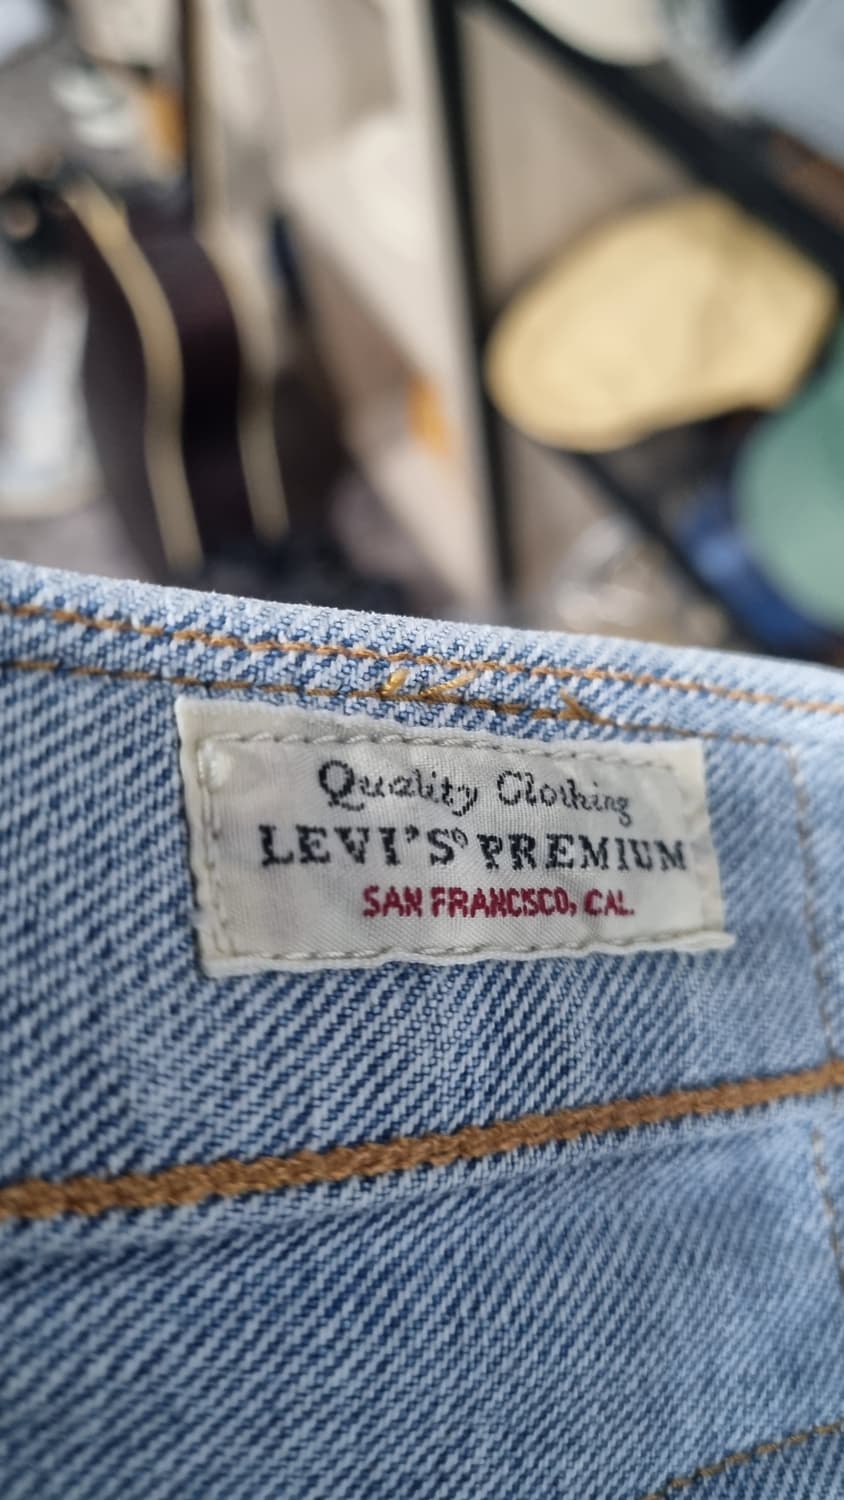 Quality Clothing
LEVI'S® PREMIUM
SAN FRANCISCO, CAL.